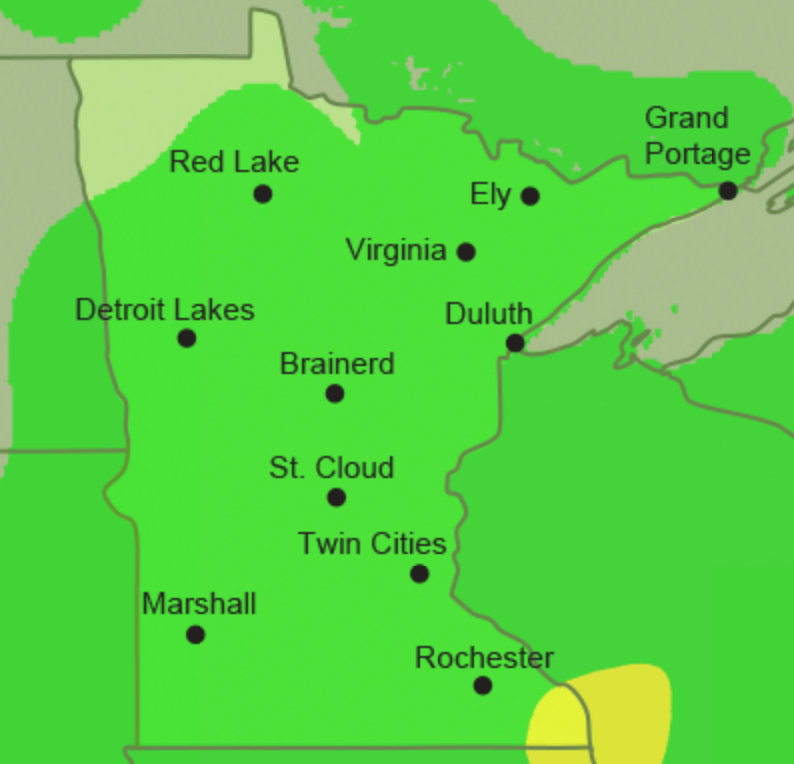 Grand
Portage
Red Lake
Ely
Virginia
Detroit Lakes
Duluth
Brainerd
St. Cloud
Twin Cities
Marshall
Rochester